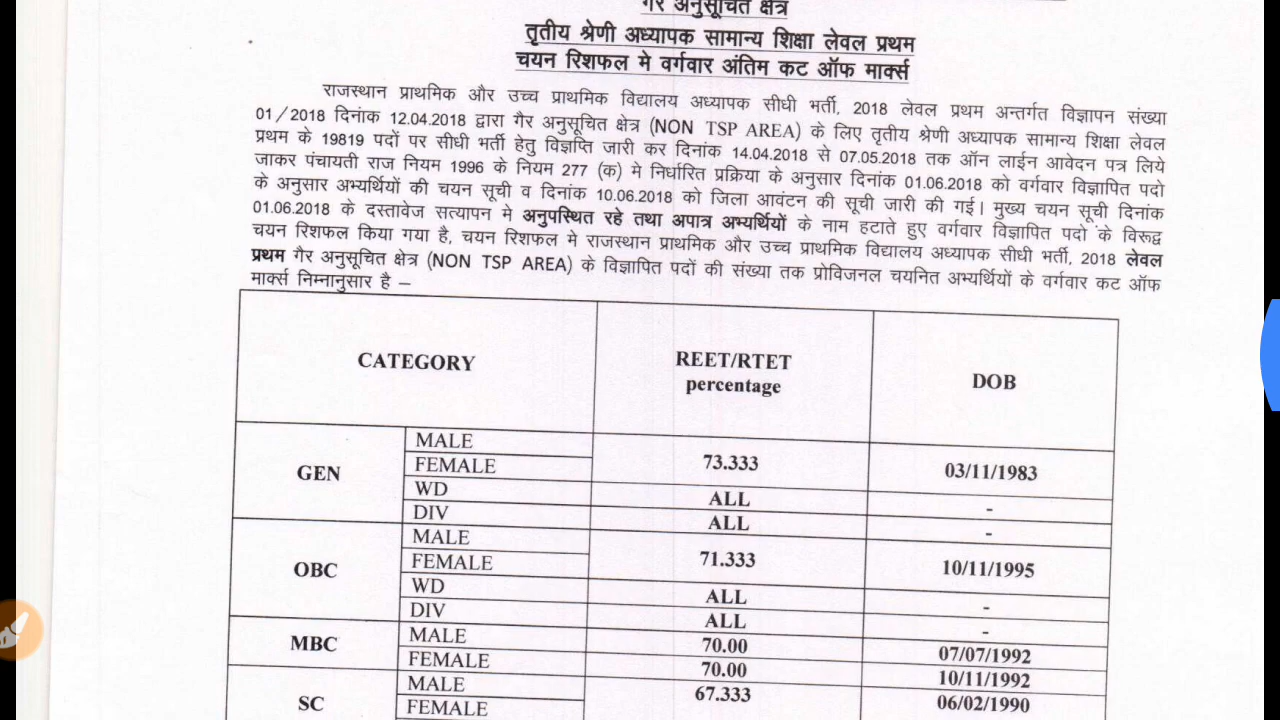 गैर अनुसूचित क्षेत्र
तृतीय श्रेणी अध्यापक सामान्य शिक्षा लेवल प्रथम
चयन रिशफल मे वर्गवार अंतिम कट ऑफ मार्क्स
राजस्थान प्राथमिक और उच्च प्राथमिक विद्यालय अध्यापक सीधी भर्ती, 2018 लेवल प्रथम अन्तर्गत विज्ञापन संख्या
01/2018 दिनांक 12.04.2018 द्वारा गैर अनुसूचित क्षेत्र (NON TSP AREA) के लिए तृतीय श्रेणी अध्यापक सामान्य शिक्षा लेवल
प्रथम के 19819 पदों पर सीधी भर्ती हेतु विज्ञप्ति जारी कर दिनांक 14.04.2018 से 07.05.2018 तक ऑन लाईन आवेदन पत्र लिये
जाकर पंचायती राज नियम 1996 के नियम 277 (क) मे निर्धारित प्रक्रिया के अनुसार दिनांक 01.06.2018 को वर्गवार विज्ञापित पदो
के अनुसार अभ्यर्थियों की चयन सूची व दिनांक 10.06.2018 को जिला आवंटन की सूची जारी की गई। मुख्य चयन सूची दिनांक
01.06.2018 के दस्तावेज सत्यापन मे अनुपस्थित रहे तथा अपात्र अभ्यर्थियों के नाम हटाते हुए वर्गवार विज्ञापित पदो के विरूद्व
चयन रिशफल किया गया है, चयन रिशफल मे राजस्थान प्राथमिक और उच्च प्राथमिक विद्यालय अध्यापक सीधी भर्ती, 2018 लेवल
प्रथम गैर अनुसूचित क्षेत्र (NON TSP AREA) के विज्ञापित पदों की संख्या तक प्रोविजनल चयनित अभ्यर्थियों के वर्गवार कट ऑफ
मार्क्स निम्नानुसार है –
CATEGORY REET/RTET percentage DOB
GEN MALE
FEMALE 73.333 03/11/1983
WD ALL -
DIV ALL -
OBC MALE
FEMALE 71.333 10/11/1995
WD ALL -
DIV ALL -
MBC MALE 70.00 07/07/1992
FEMALE 70.00 10/11/1992
SC MALE 67.333 06/02/1990
FEMALE